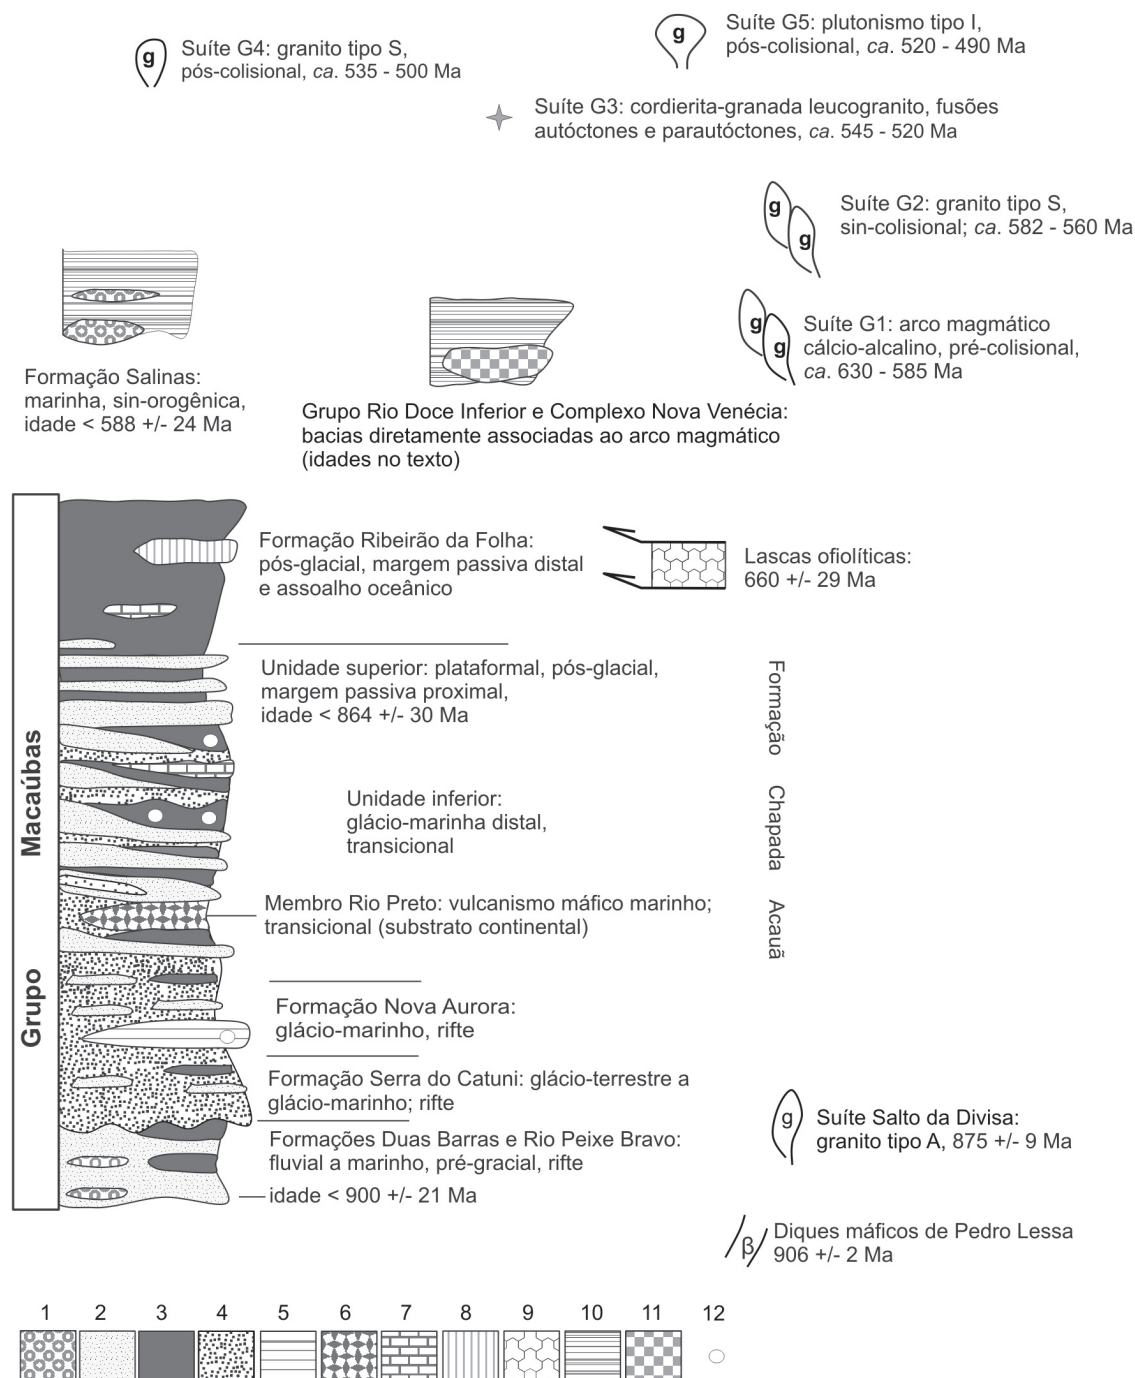 Suíte G4: granito tipo S,
pós-colisional, ca. 535 - 500 Ma
g
Suíte G5: plutonismo tipo I,
pós-colisional, ca. 520 - 490 Ma
g
Suíte G3: cordierita-granada leucogranito, fusões
autóctones e parautóctones, ca. 545 - 520 Ma
g
g
Suíte G2: granito tipo S,
sin-colisional; ca. 582 - 560 Ma
g
g
Suíte G1: arco magmático
cálcio-alcalino, pré-colisional,
ca. 630 - 585 Ma
Formação Salinas:
marinha, sin-orogênica,
idade < 588 +/- 24 Ma
Grupo Rio Doce Inferior e Complexo Nova Venécia:
bacias diretamente associadas ao arco magmático
(idades no texto)
Grupo Macaúbas
Formação Ribeirão da Folha:
pós-glacial, margem passiva distal
e assoalho oceânico
Lascas ofiolíticas:
660 +/- 29 Ma
Unidade superior: plataformal, pós-glacial,
margem passiva proximal,
idade < 864 +/- 30 Ma
Formação Chapada Acauã
Unidade inferior:
glácio-marinha distal,
transicional
Membro Rio Preto: vulcanismo máfico marinho;
transicional (substrato continental)
Formação Nova Aurora:
glácio-marinho, rifte
Formação Serra do Catuni: glácio-terrestre a
glácio-marinho; rifte
Formações Duas Barras e Rio Peixe Bravo:
fluvial a marinho, pré-gracial, rifte
idade < 900 +/- 21 Ma
g
Suíte Salto da Divisa:
granito tipo A, 875 +/- 9 Ma
β
Diques máficos de Pedro Lessa
906 +/- 2 Ma
1 2 3 4 5 6 7 8 9 10 11 12